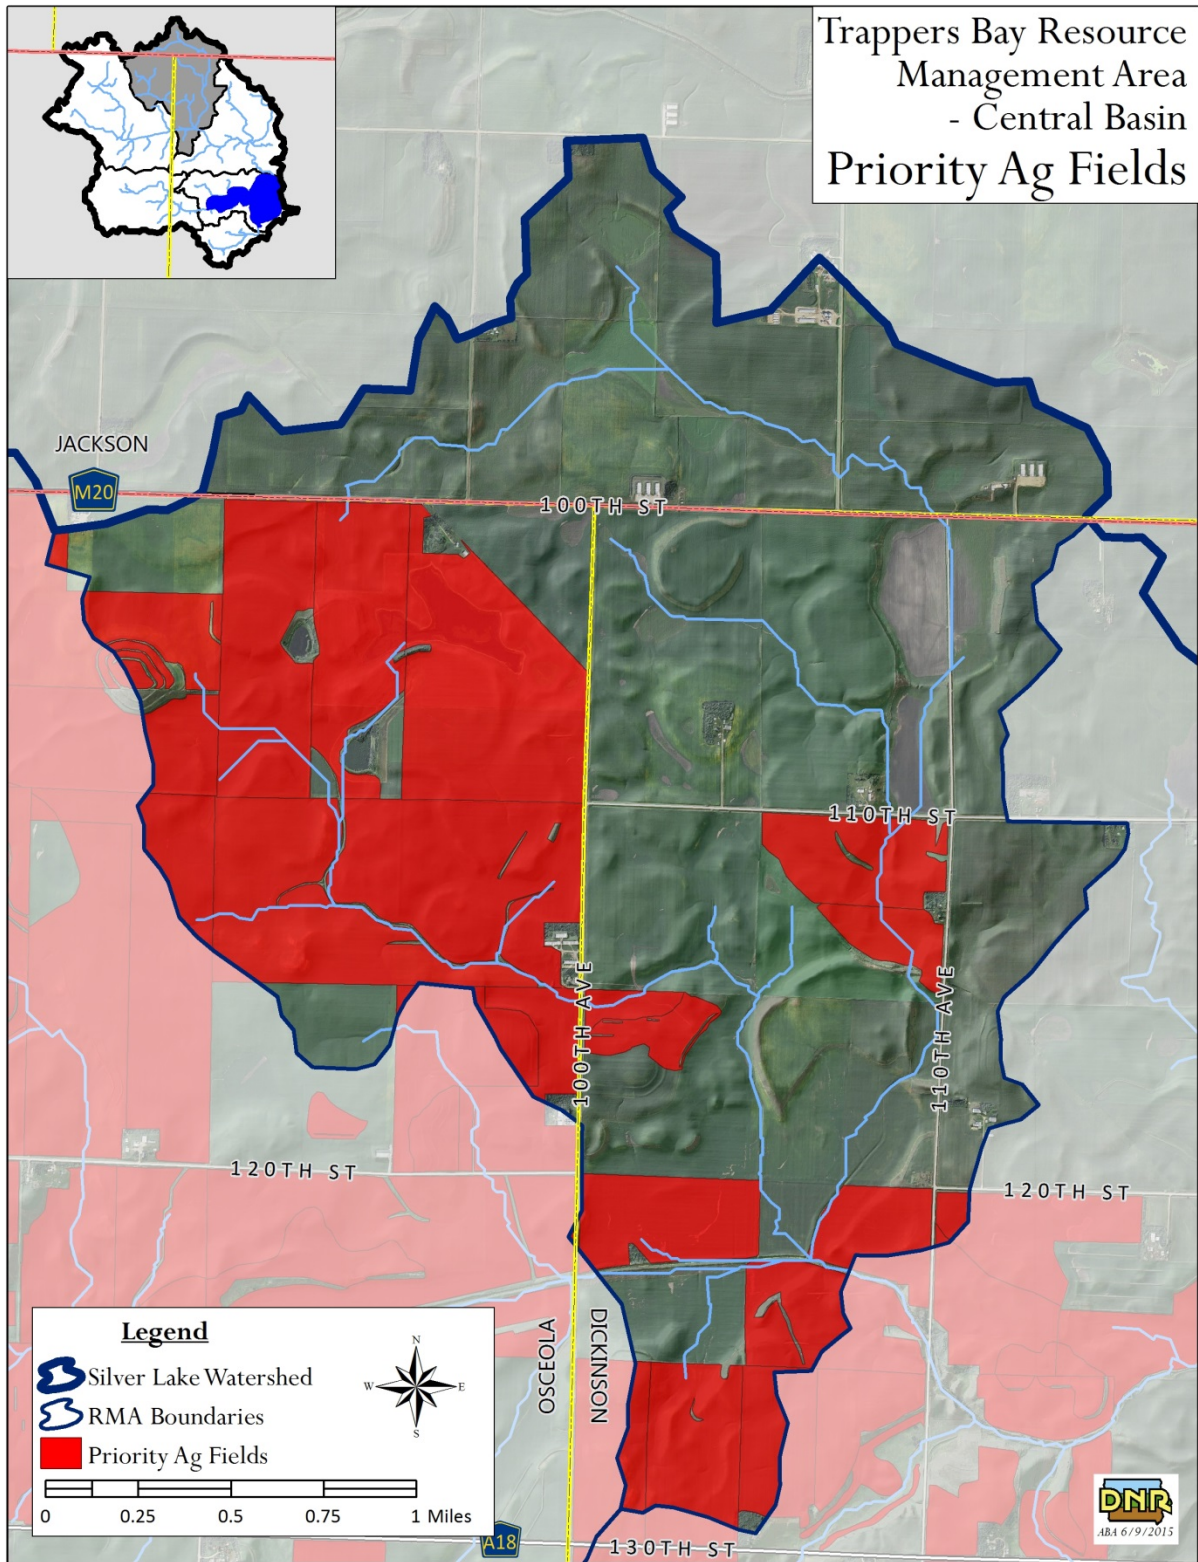 Trappers Bay Resource
Management Area
- Central Basin
Priority Ag Fields
JACKSON
M20
100TH ST
110TH ST
100TH AVE
110TH AVE
120TH ST
120TH ST
OSCEOLA
DICKINSON
Legend
Silver Lake Watershed
RMA Boundaries
Priority Ag Fields
N
W
E
S
0 0.25 0.5 0.75 1 Miles
A18
130TH ST
DNR
ABA 6/9/2015